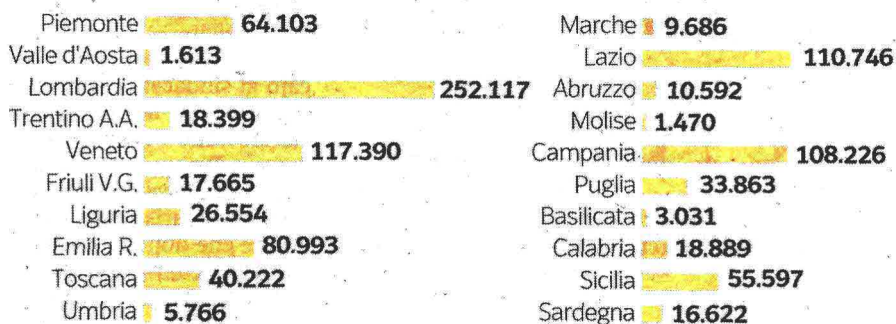 Piemonte 64.103
Valle d'Aosta 1.613
Lombardia 252.117
Trentino A.A. 18.399
Veneto 117.390
Friuli V.G. 17.665
Liguria 26.554
Emilia R. 80.993
Toscana 40.222
Umbria 5.766
Marche 9.686
Lazio 110.746
Abruzzo 10.592
Molise 1.470
Campania 108.226
Puglia 33.863
Basilicata 3.031
Calabria 18.889
Sicilia 55.597
Sardegna 16.622